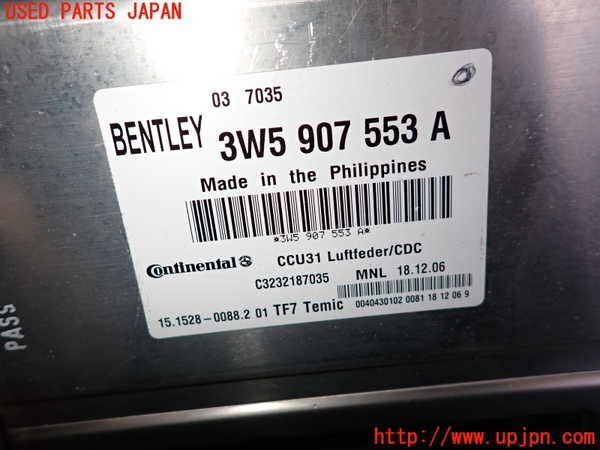 USED PARTS JAPAN
03 7035
BENTLEY 3W5 907 553 A
Made in the Philippines
*3W5 907 553 A*
Continental CCU31 Luftfeder/CDC
C3232187035 MNL 18.12.06
15.1528-0088.2 01 TF7 Temic 0040430102 0081 18 12 06 9
PASS
http://www.upjpn.com/